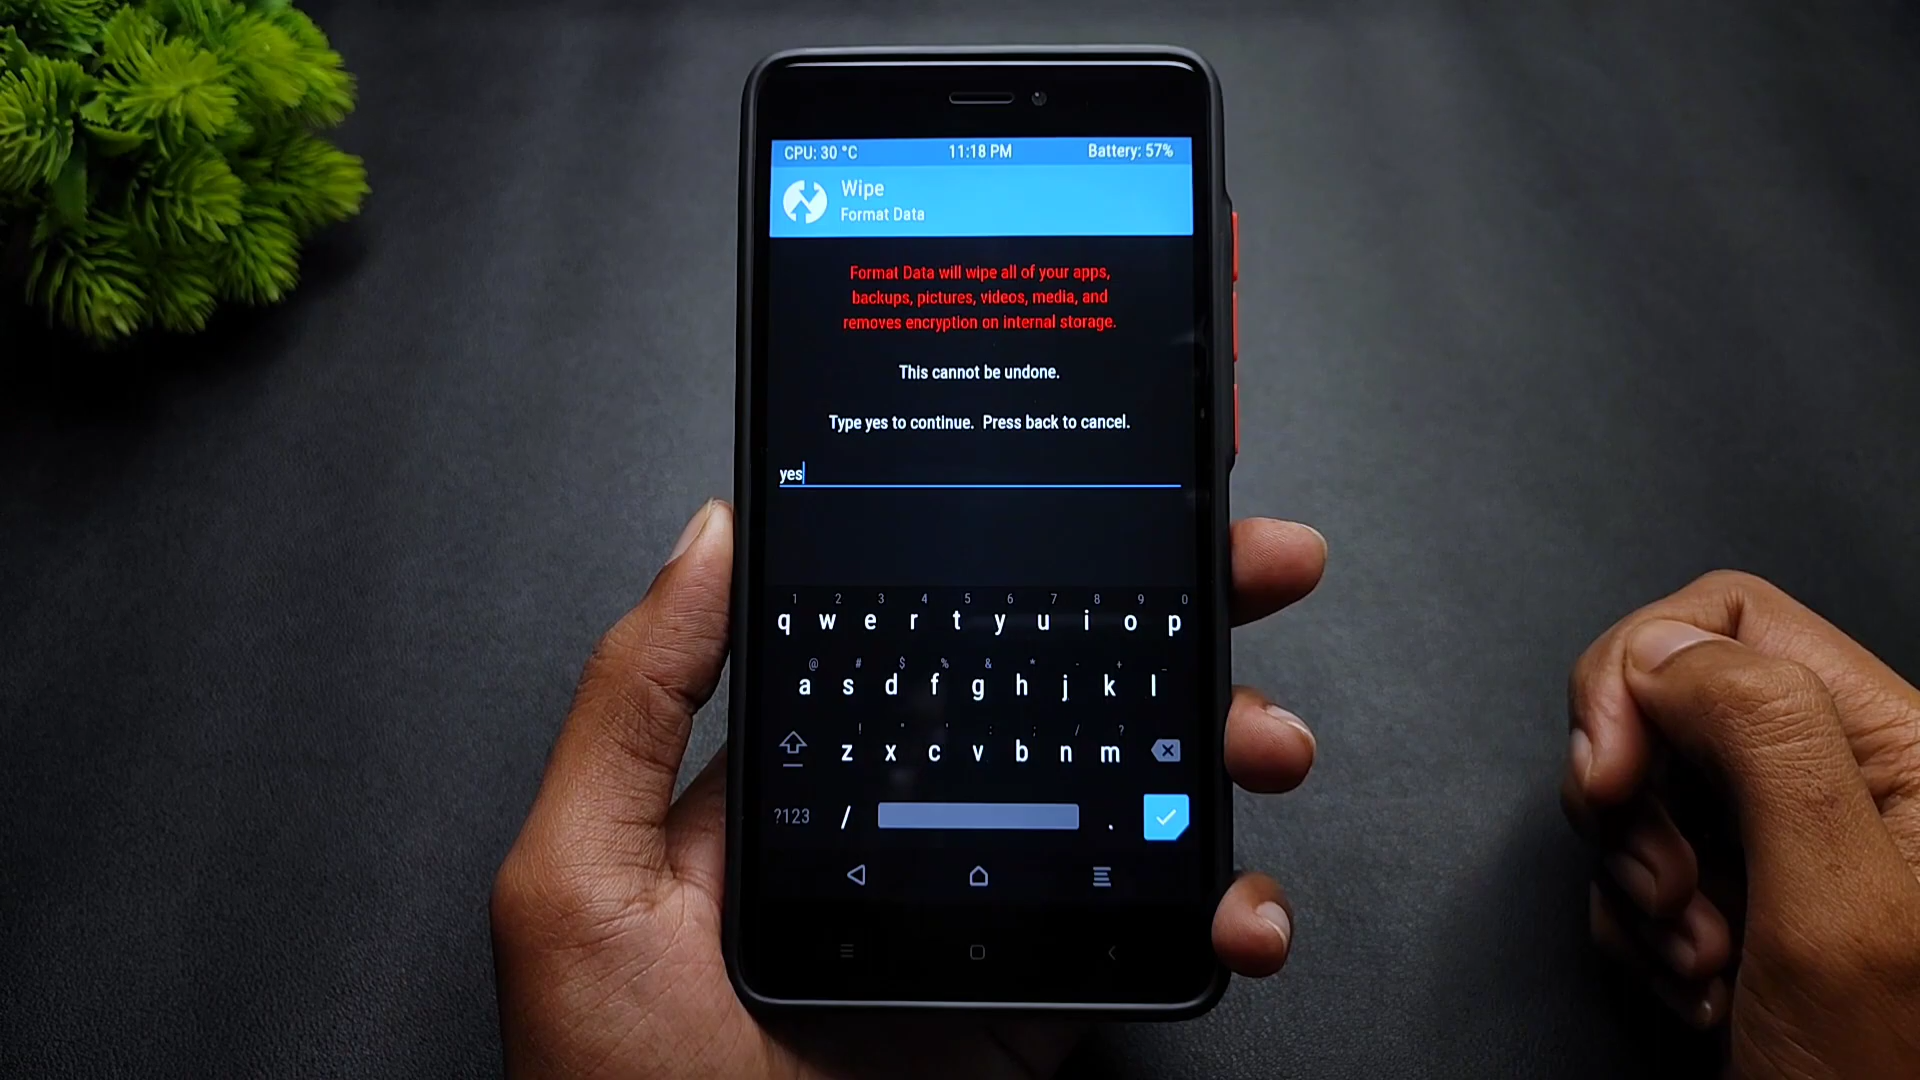 CPU: 30 °C 11:18 PM Battery: 57%
Wipe
Format Data
Format Data will wipe all of your apps,
backups, pictures, videos, media, and
removes encryption on internal storage.
This cannot be undone.
Type yes to continue. Press back to cancel.
yes
1 2 3 4 5 6 7 8 9 0
q w e r t y u i o p
@ # $ % & * - + _
a s d f g h j k l
! " ' : ; / ?
z x c v b n m
?123 / .